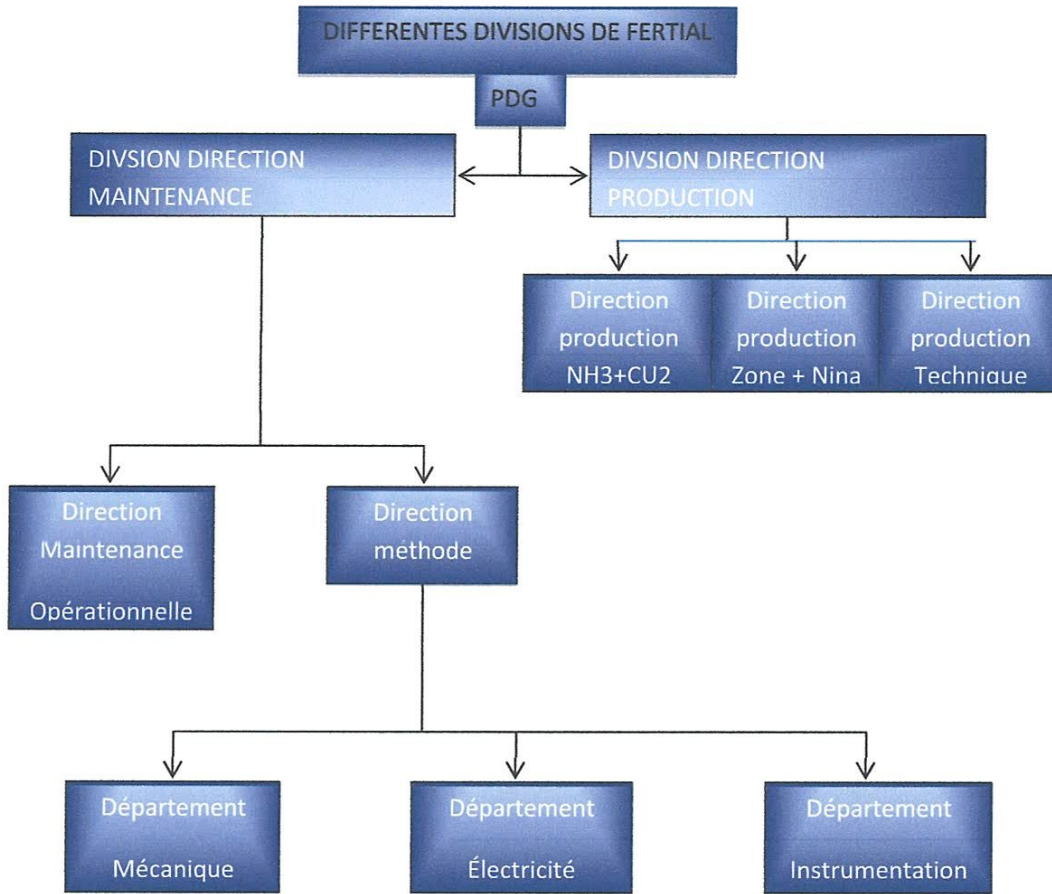 DIFFERENTES DIVISIONS DE FERTIAL
PDG
DIVSION DIRECTION
MAINTENANCE
DIVSION DIRECTION
PRODUCTION
Direction
production
NH3+CU2
Direction
production
Zone + Nina
Direction
production
Technique
Direction
Maintenance
Opérationnelle
Direction
méthode
Département
Mécanique
Département
Électricité
Département
Instrumentation